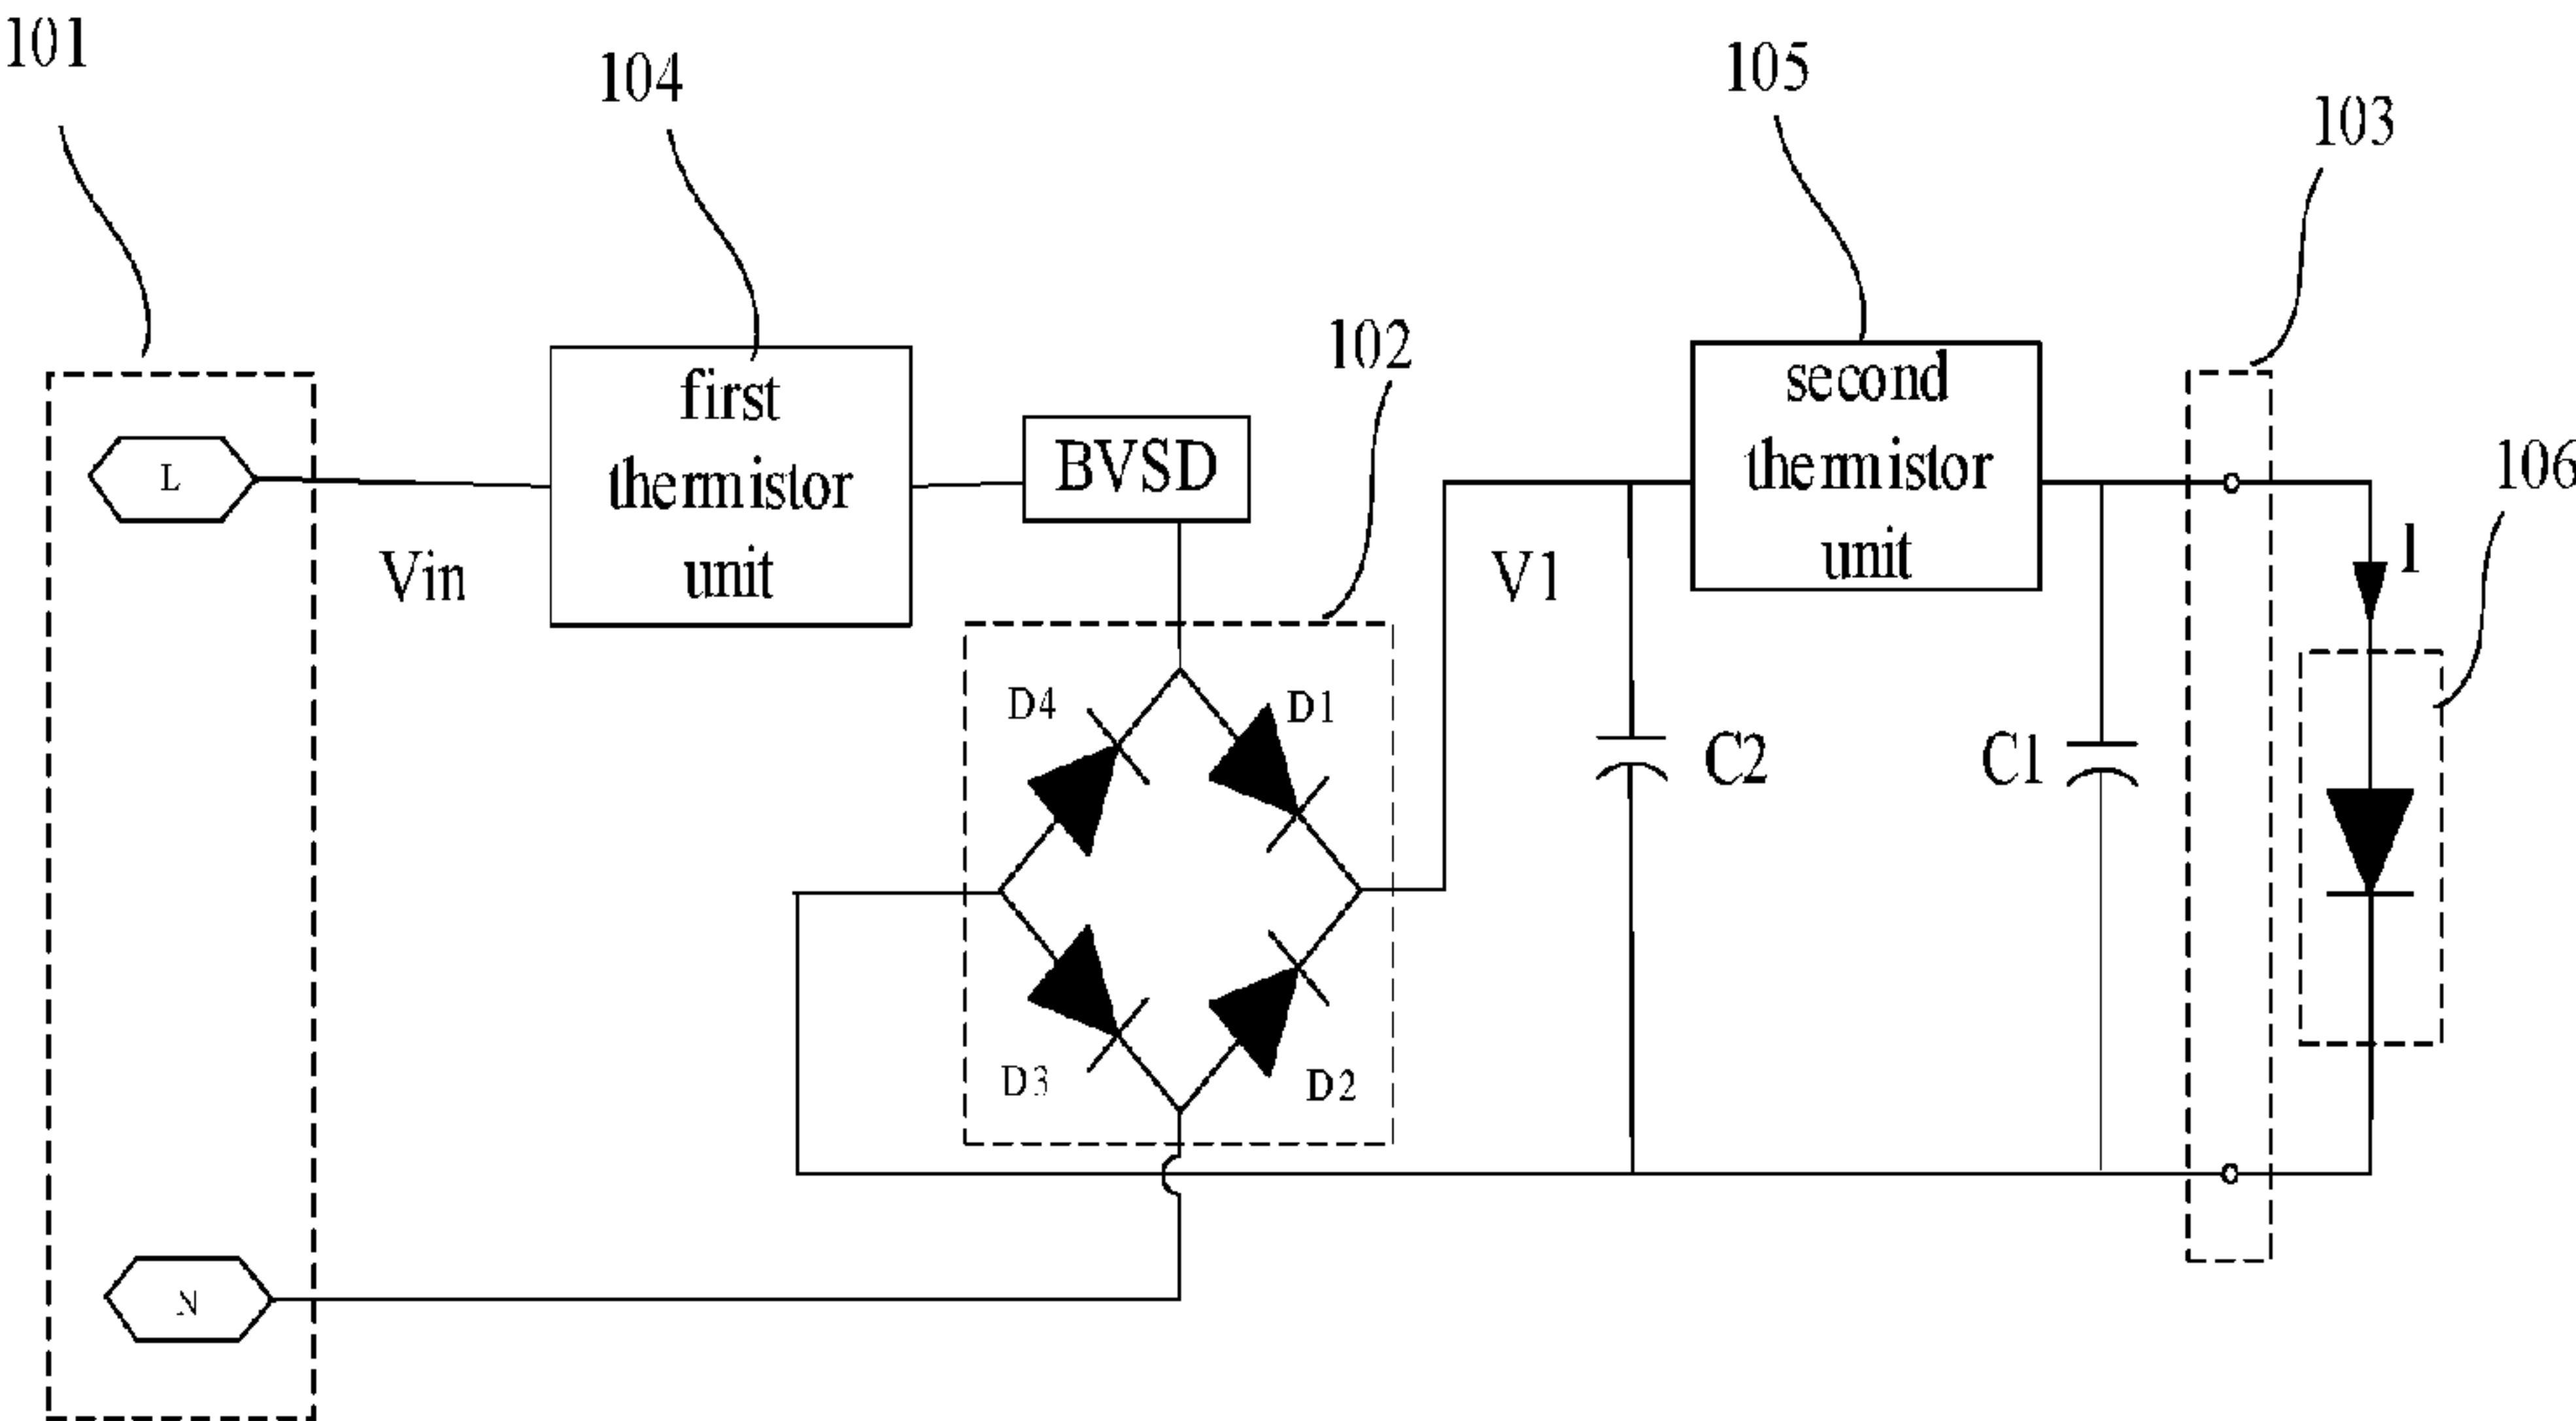 101
104
105
103
102
106
L
first
thermistor
unit
BVSD
second
thermistor
unit
Vin
V1
I
D4
D1
C2
C1
D3
D2
N